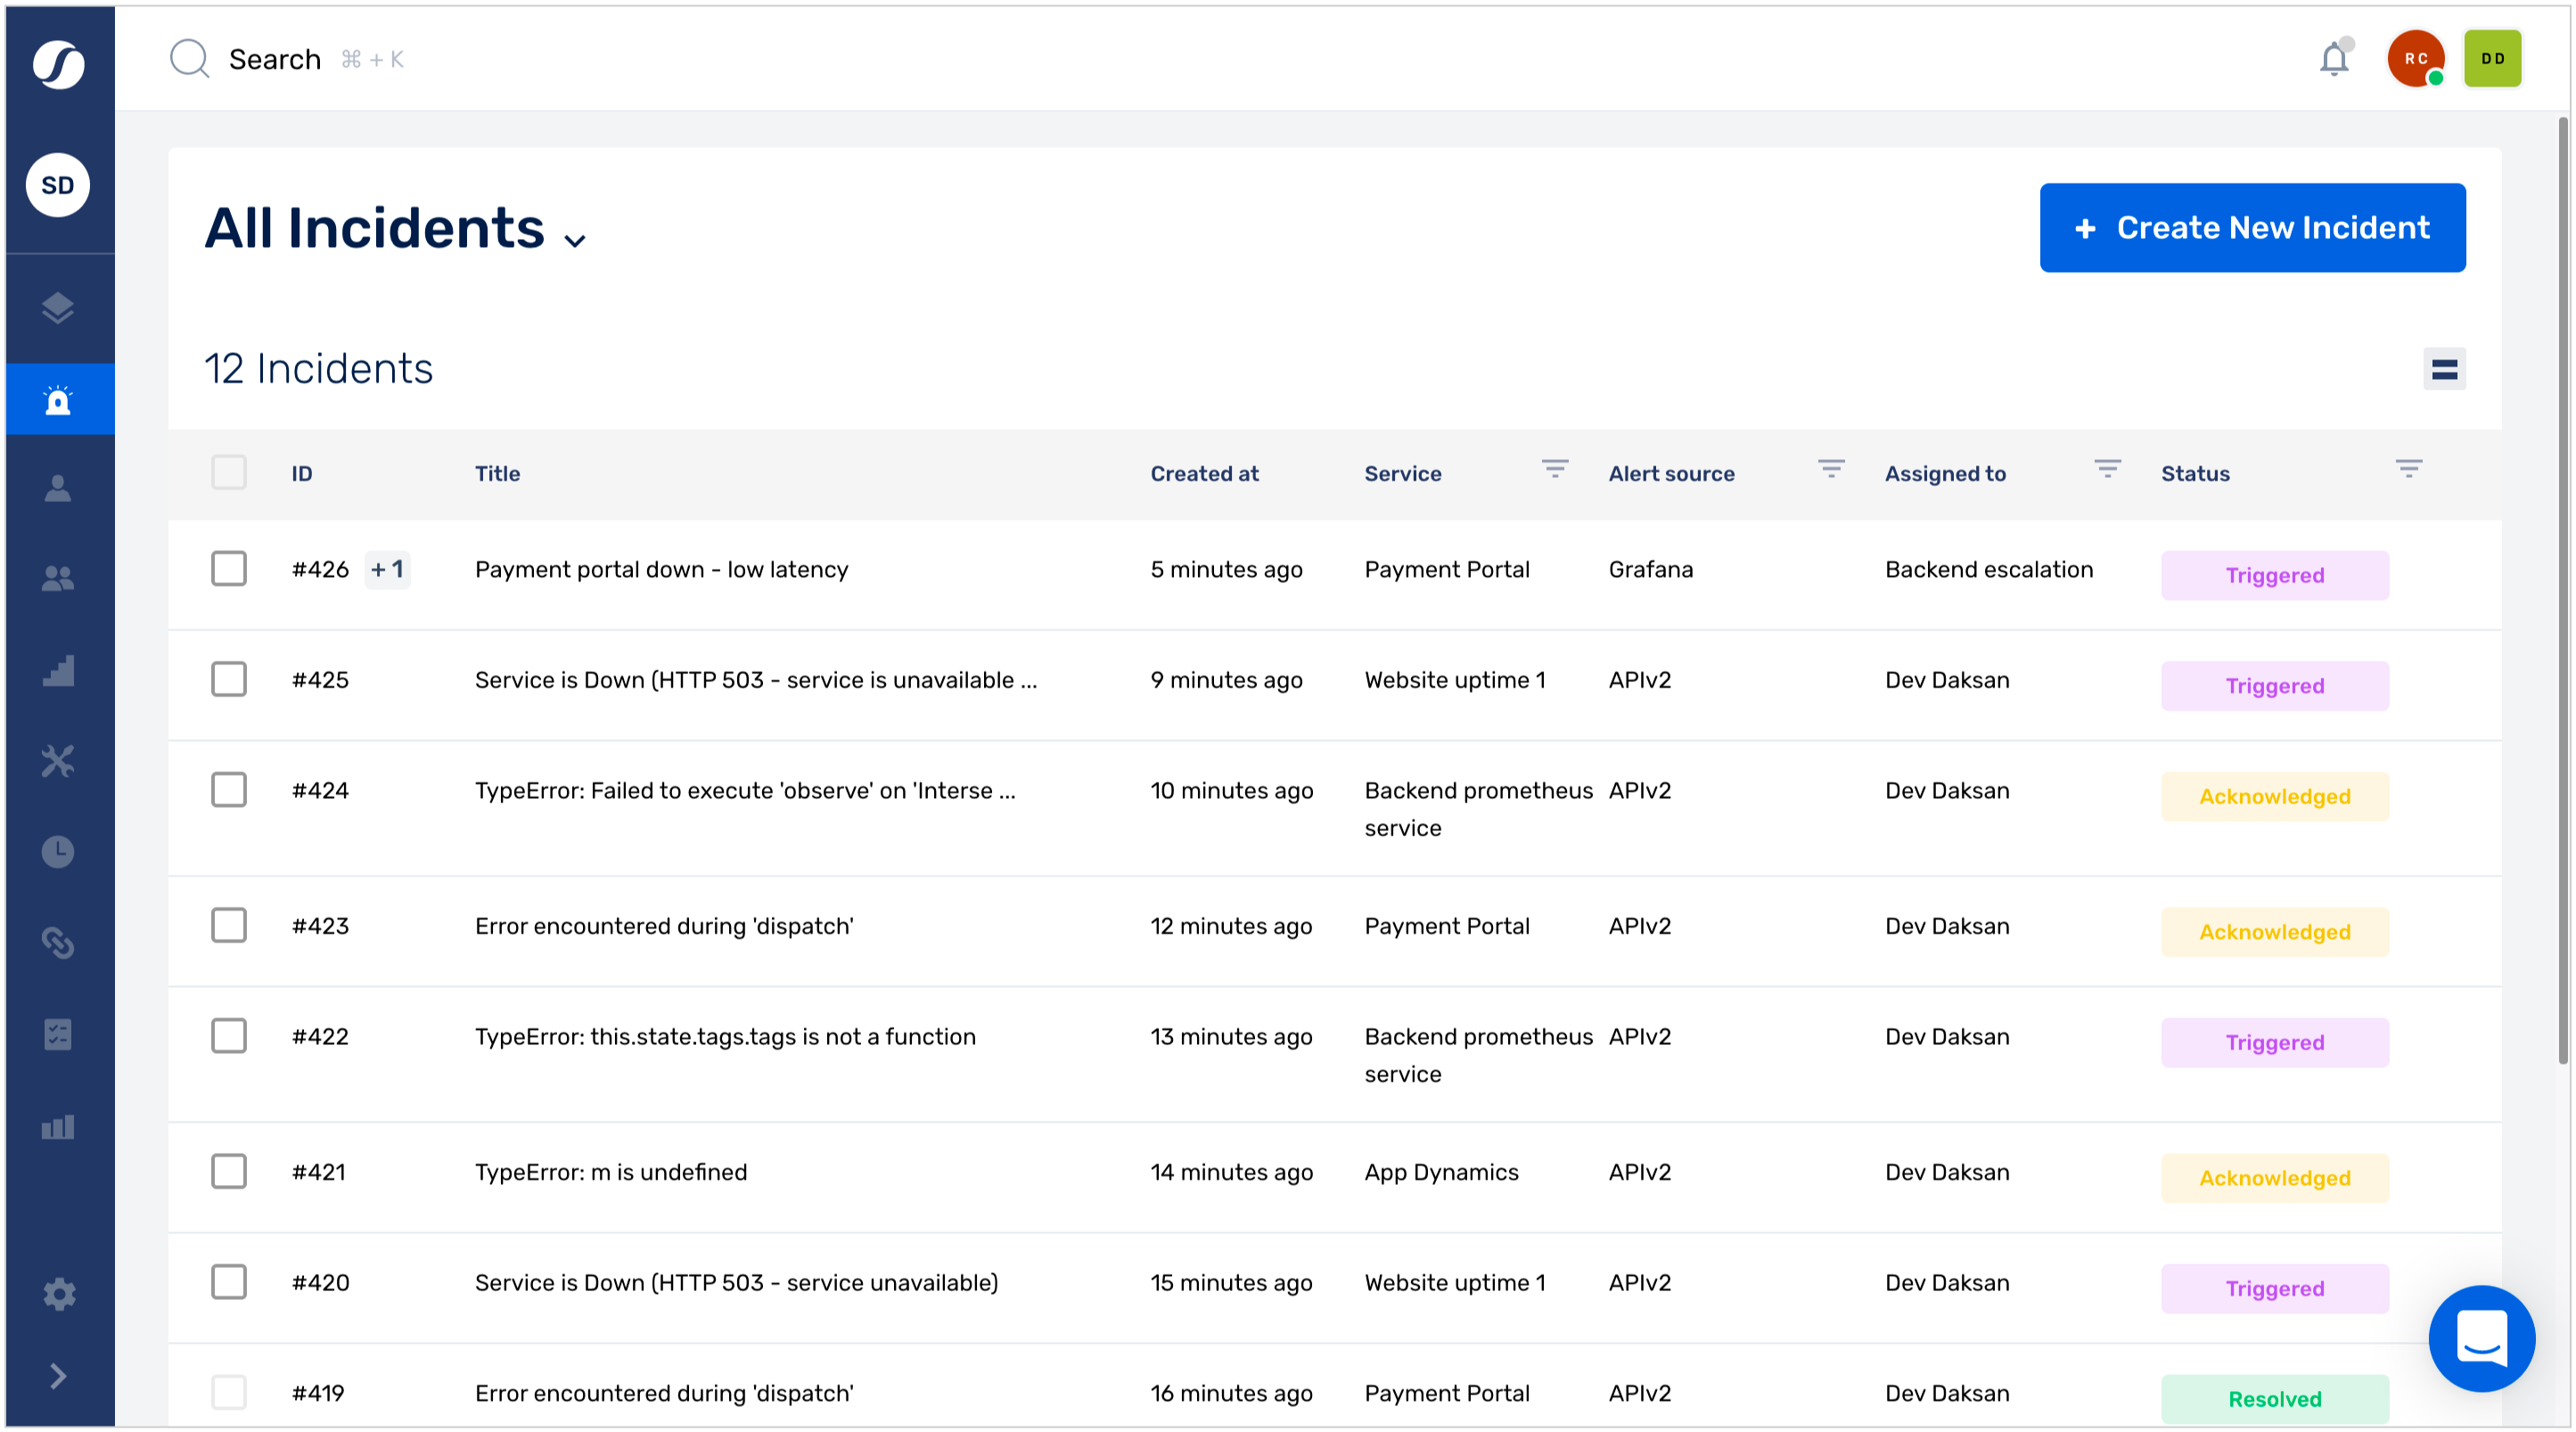 Search ⌘ + K
RC
DD
SD
All Incidents
+ Create New Incident
12 Incidents
ID Title Created at Service Alert source Assigned to Status
#426 +1 Payment portal down - low latency 5 minutes ago Payment Portal Grafana Backend escalation Triggered
#425 Service is Down (HTTP 503 - service is unavailable ... 9 minutes ago Website uptime 1 APIv2 Dev Daksan Triggered
#424 TypeError: Failed to execute 'observe' on 'Interse ... 10 minutes ago Backend prometheus APIv2 Dev Daksan Acknowledged
service
#423 Error encountered during 'dispatch' 12 minutes ago Payment Portal APIv2 Dev Daksan Acknowledged
#422 TypeError: this.state.tags.tags is not a function 13 minutes ago Backend prometheus APIv2 Dev Daksan Triggered
service
#421 TypeError: m is undefined 14 minutes ago App Dynamics APIv2 Dev Daksan Acknowledged
#420 Service is Down (HTTP 503 - service unavailable) 15 minutes ago Website uptime 1 APIv2 Dev Daksan Triggered
#419 Error encountered during 'dispatch' 16 minutes ago Payment Portal APIv2 Dev Daksan Resolved